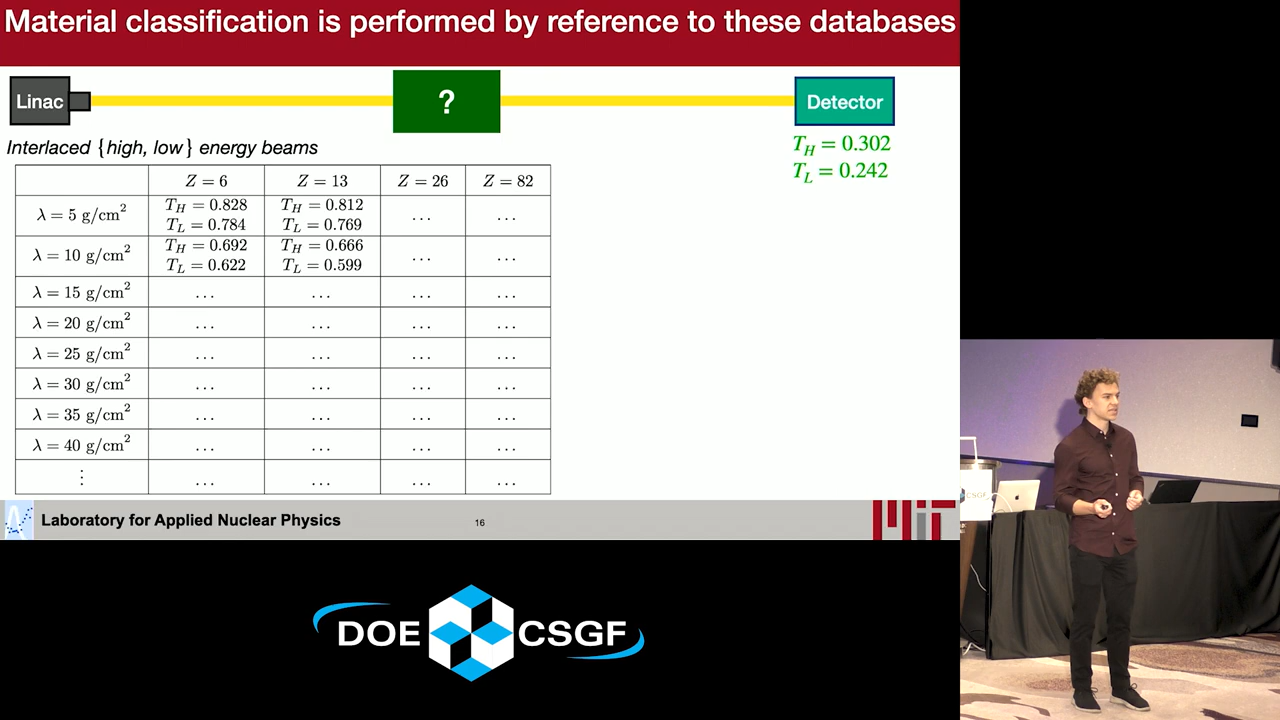 Material classification is performed by reference to these databases
Linac
?
Detector
Interlaced {high, low} energy beams
T_H = 0.302
T_L = 0.242
Z = 6 Z = 13 Z = 26 Z = 82
λ = 5 g/cm² T_H = 0.828 T_L = 0.784 T_H = 0.812 T_L = 0.769 ... ...
λ = 10 g/cm² T_H = 0.692 T_L = 0.622 T_H = 0.666 T_L = 0.599 ... ...
λ = 15 g/cm² ... ... ... ...
λ = 20 g/cm² ... ... ... ...
λ = 25 g/cm² ... ... ... ...
λ = 30 g/cm² ... ... ... ...
λ = 35 g/cm² ... ... ... ...
λ = 40 g/cm² ... ... ... ...
⋮ ... ... ... ...
Laboratory for Applied Nuclear Physics
16
MIT
DOE CSGF
CSGF